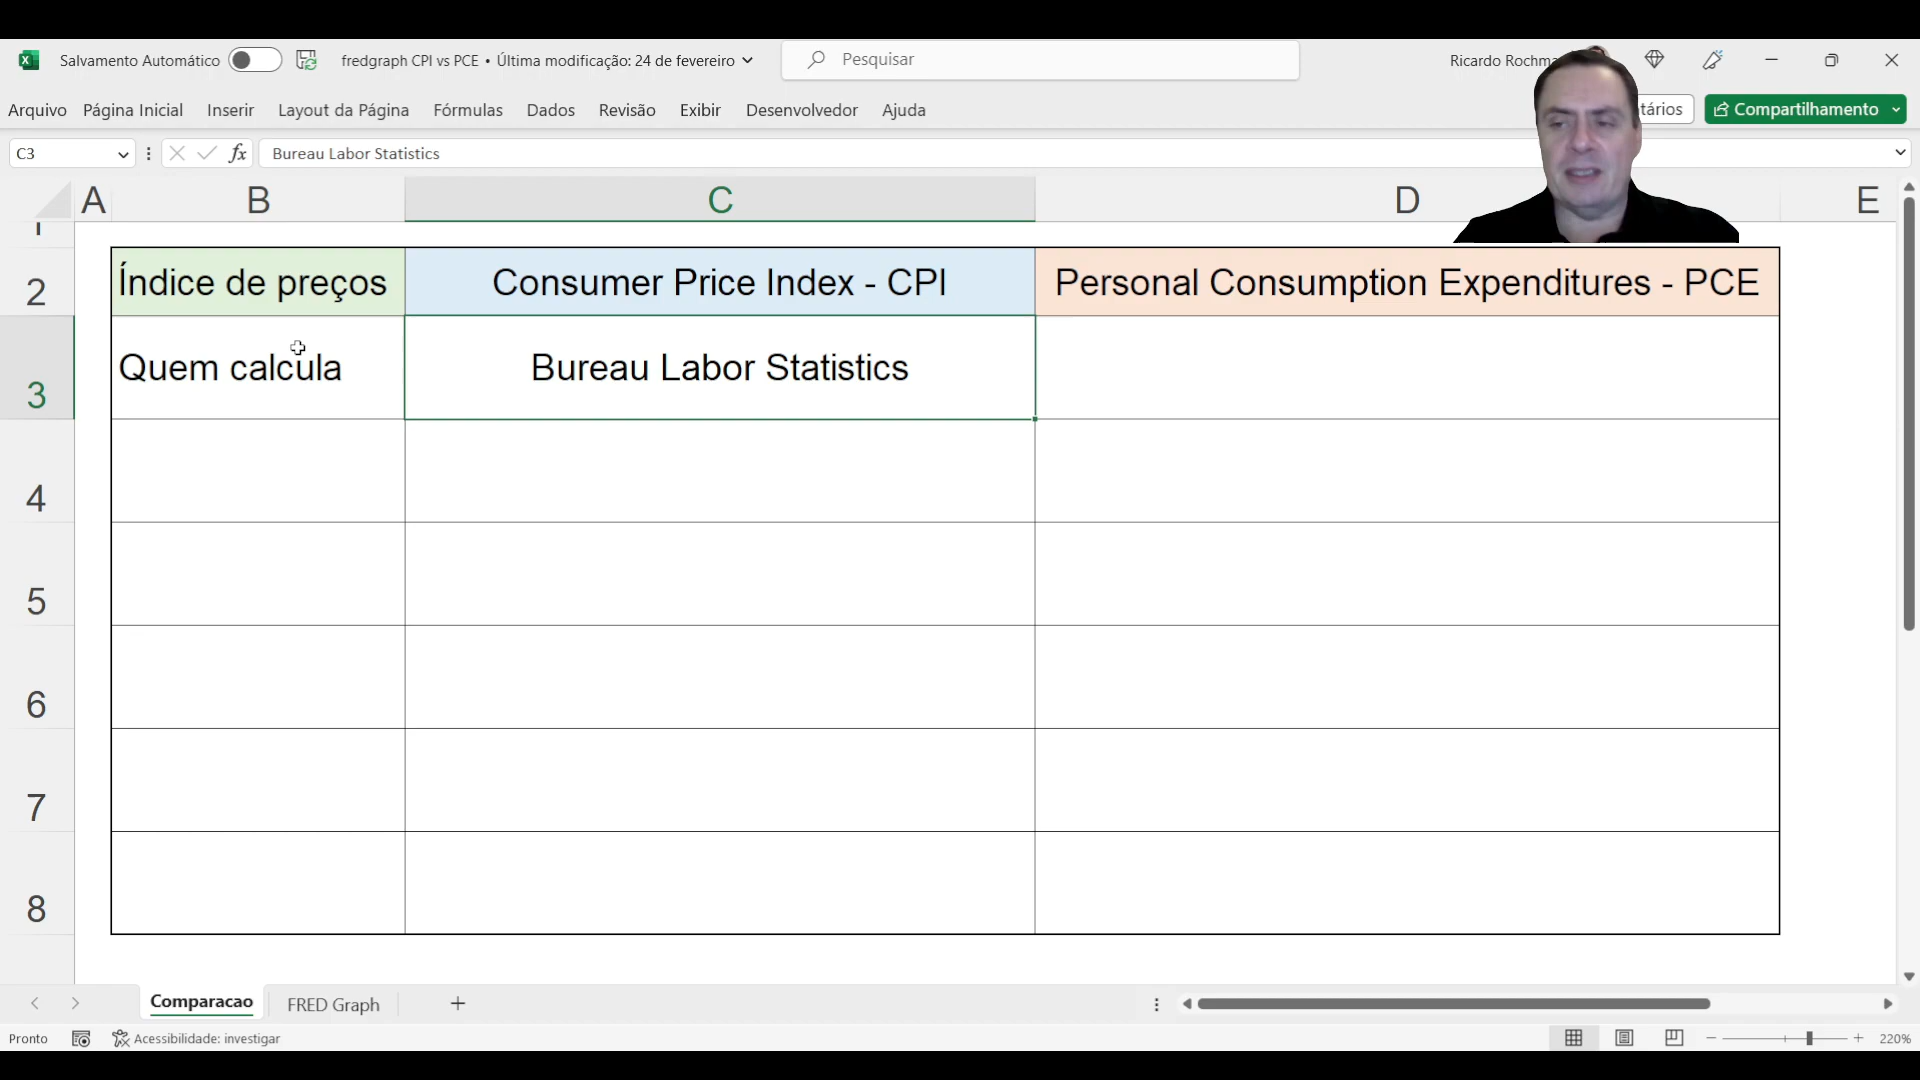 Salvamento Automático
fredgraph CPI vs PCE • Última modificação: 24 de fevereiro
Pesquisar
Ricardo Rochma
Arquivo
Página Inicial
Inserir
Layout da Página
Fórmulas
Dados
Revisão
Exibir
Desenvolvedor
Ajuda
tários
Compartilhamento
C3
fx
Bureau Labor Statistics
A
B
C
D
E
1
2
Índice de preços
Consumer Price Index - CPI
Personal Consumption Expenditures - PCE
3
Quem calcula
Bureau Labor Statistics
4
5
6
7
8
Comparacao
FRED Graph
Pronto
Acessibilidade: investigar
220%